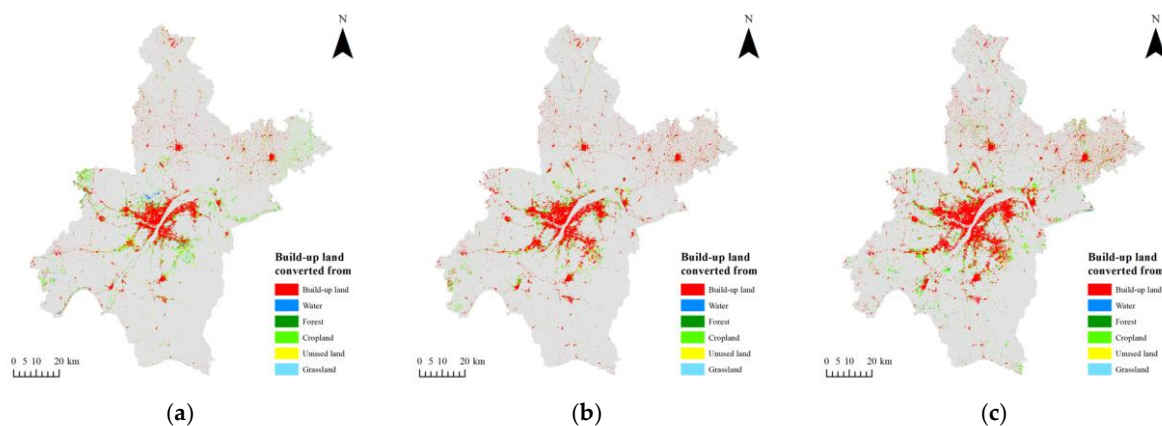 N
Build-up land
converted from
Build-up land
Water
Forest
Cropland
Unused land
Grassland
0 5 10 20 km
(a)
N
Build-up land
converted from
Build-up land
Water
Forest
Cropland
Unused land
Grassland
0 5 10 20 km
(b)
N
Build-up land
converted from
Build-up land
Water
Forest
Cropland
Unused land
Grassland
0 5 10 20 km
(c)